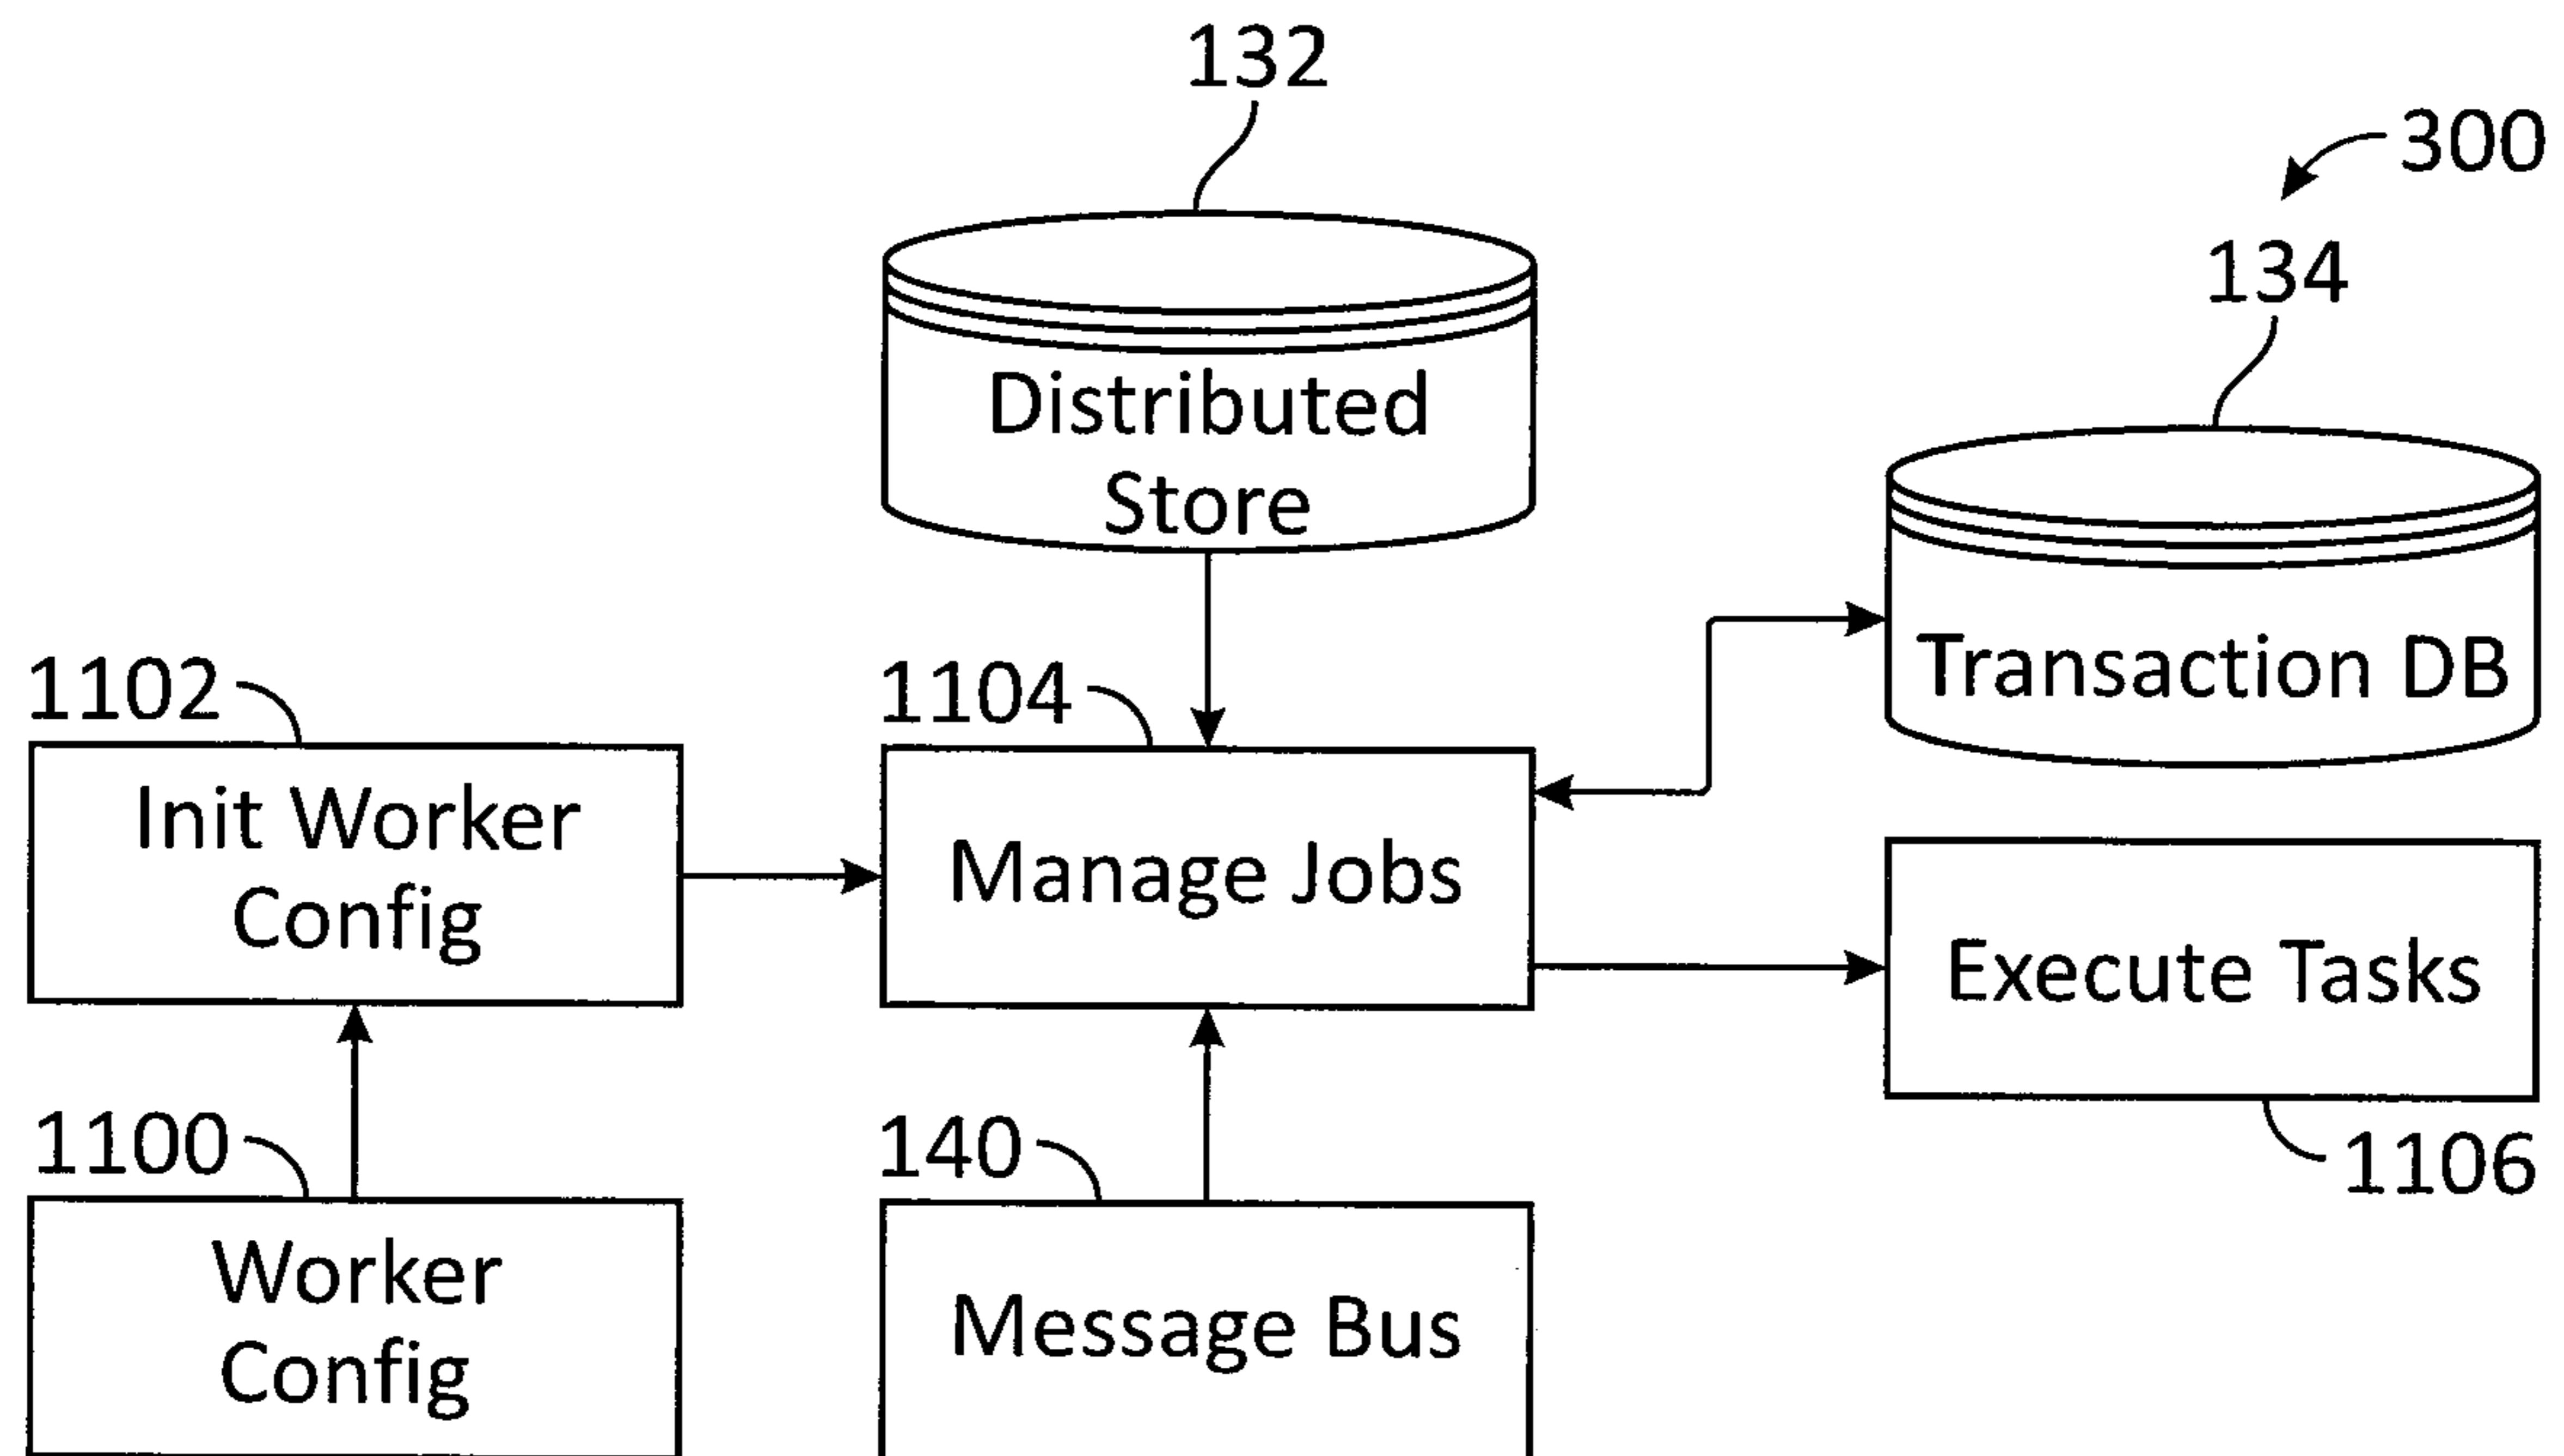 132
300
134
Distributed
Store
Transaction DB
1102
1104
Init Worker
Config
Manage Jobs
Execute Tasks
1100
140
1106
Worker
Config
Message Bus